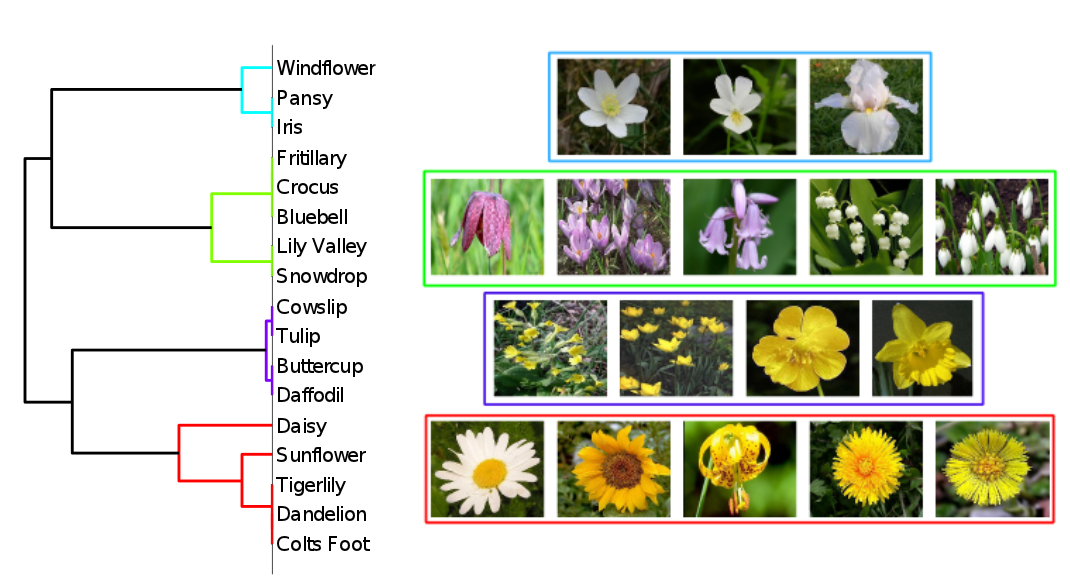 Windflower
Pansy
Iris
Fritillary
Crocus
Bluebell
Lily Valley
Snowdrop
Cowslip
Tulip
Buttercup
Daffodil
Daisy
Sunflower
Tigerlily
Dandelion
Colts Foot